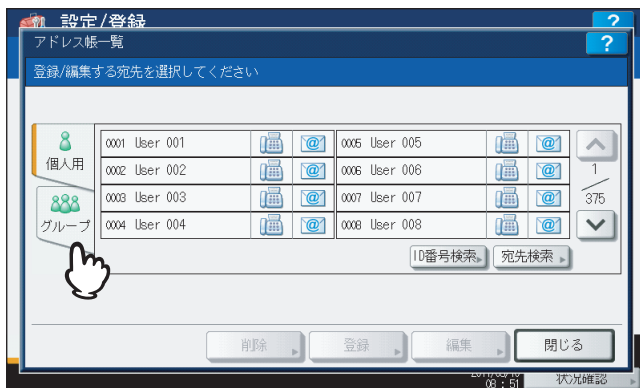 設定/登録 ?
アドレス帳一覧 ?
登録/編集する宛先を選択してください
個人用
グループ
0001 User 001 @ 0005 User 005 @
0002 User 002 @ 0006 User 006 @
0003 User 003 @ 0007 User 007 @
0004 User 004 @ 0008 User 008 @
1
375
ID番号検索 宛先検索
削除 登録 編集 閉じる
08 : 51 状況確認